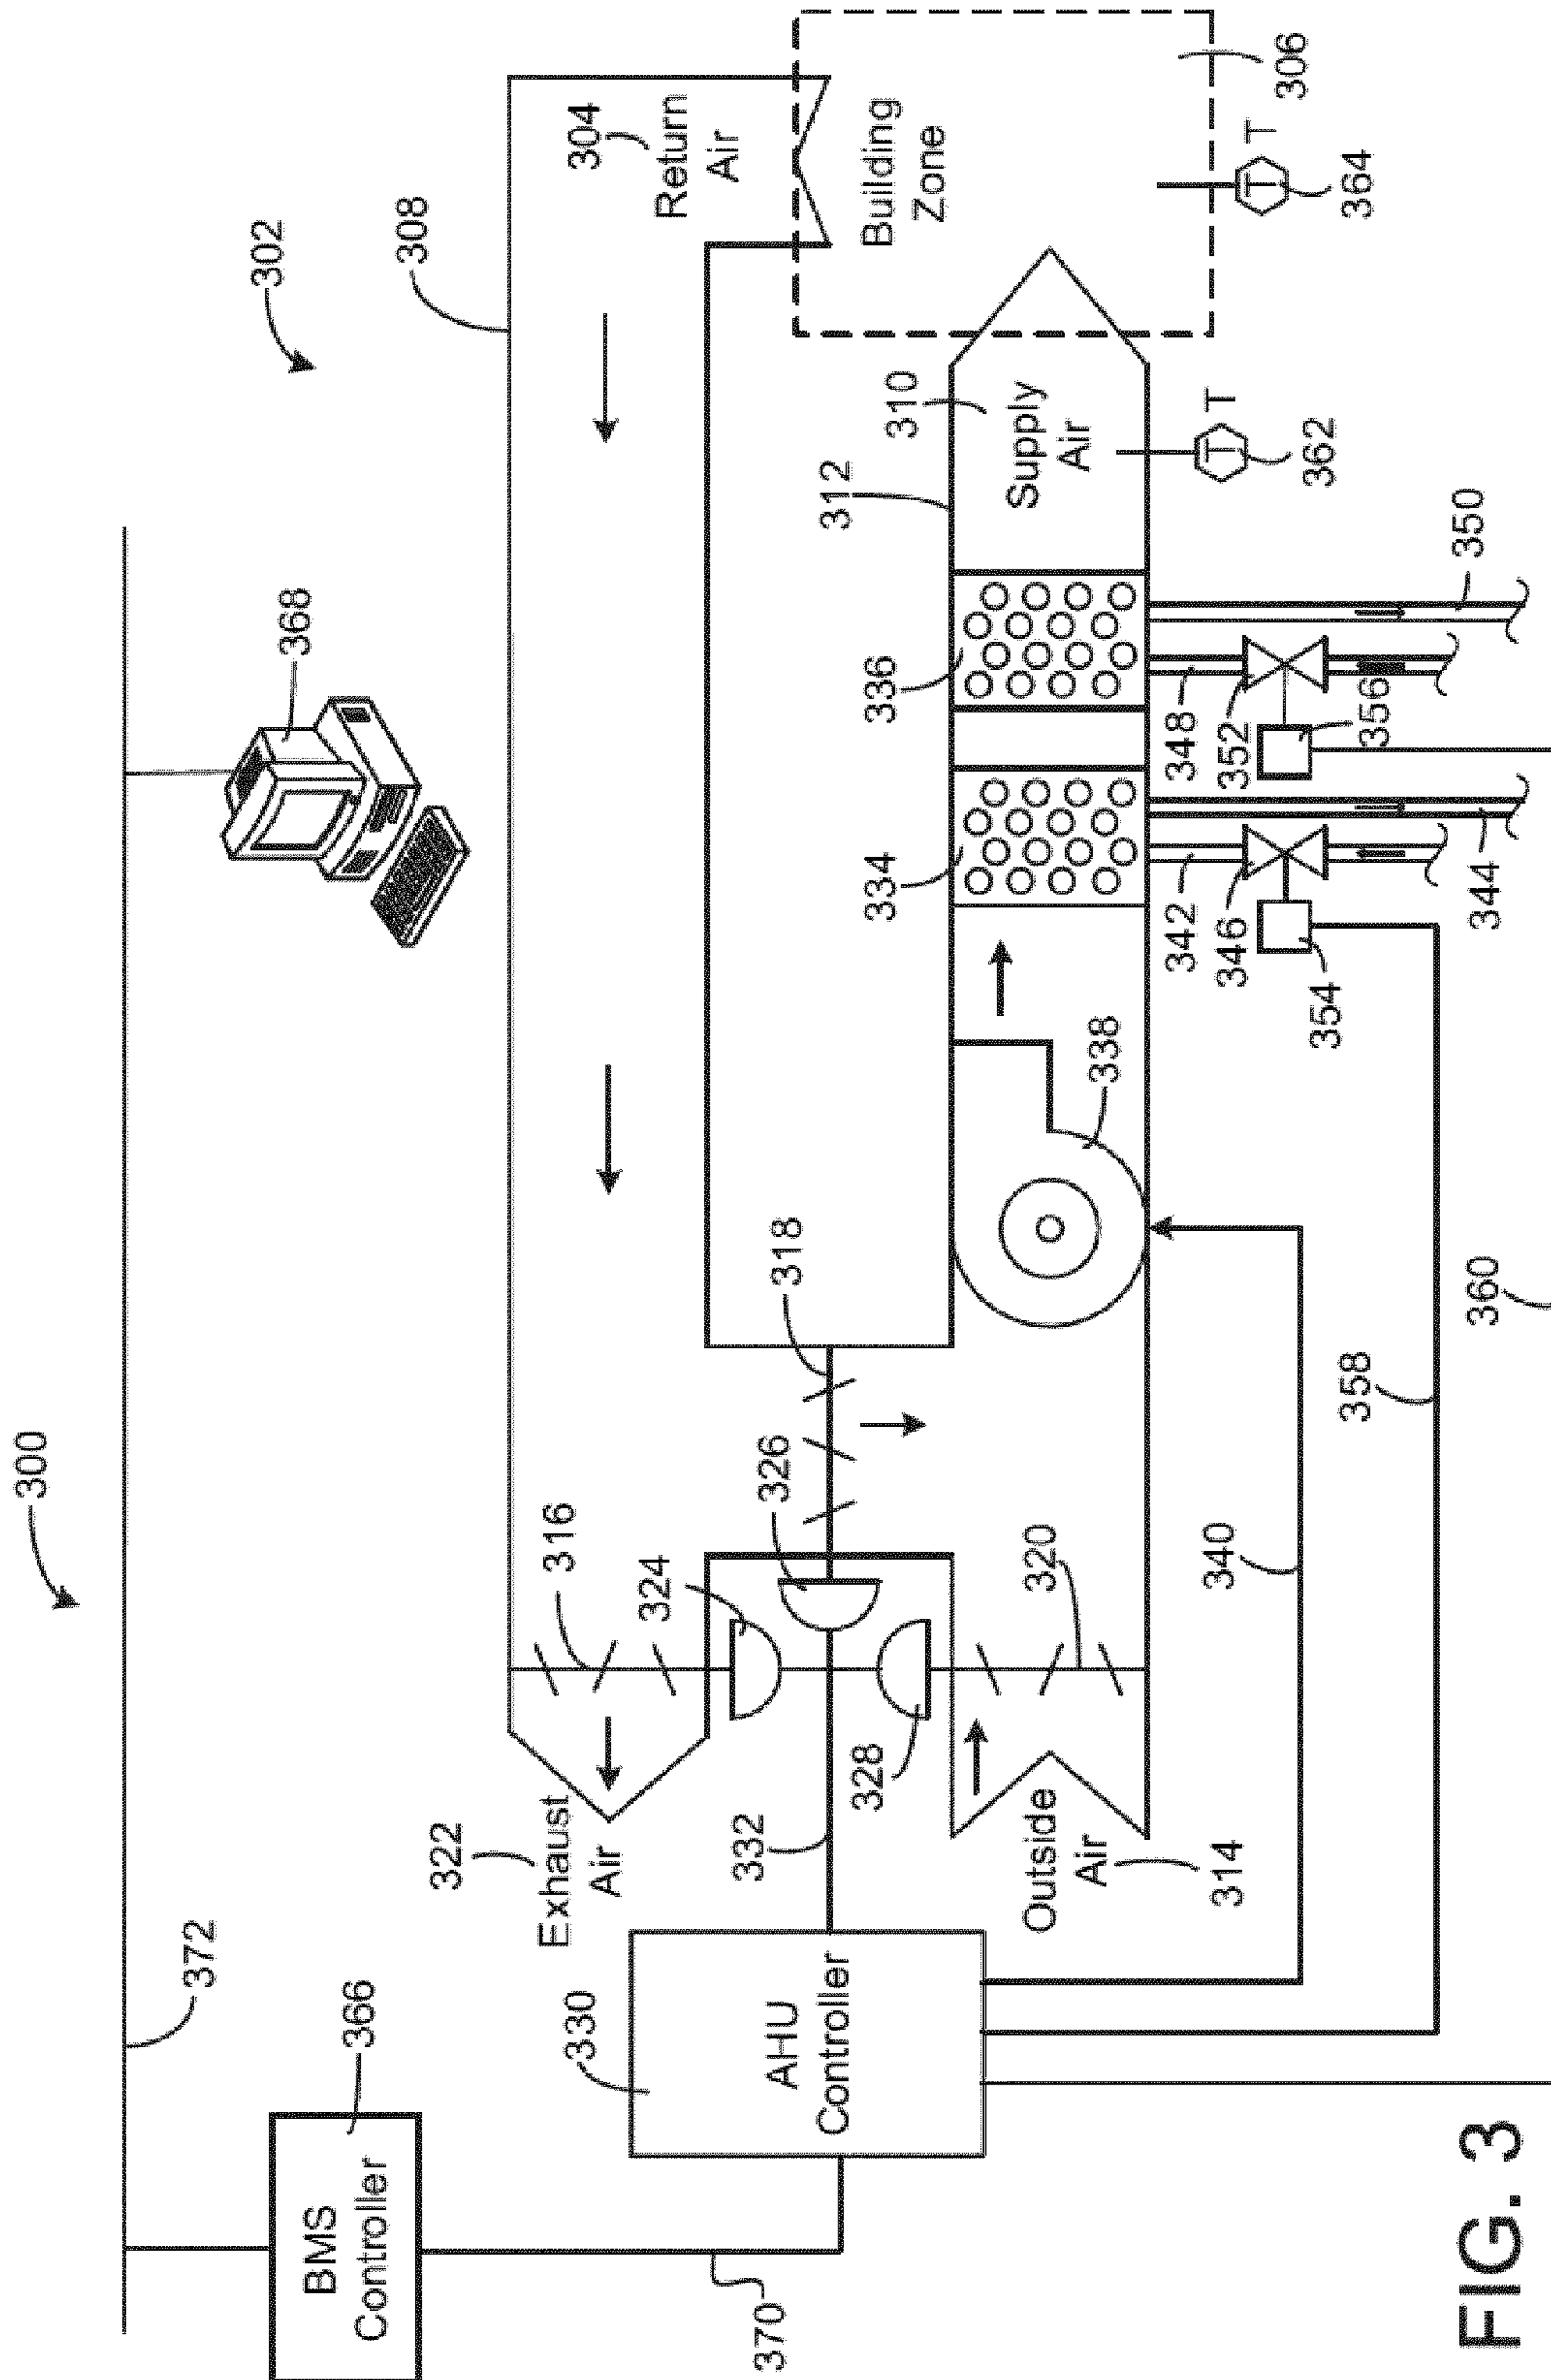 300
372
366
BMS
Controller
368
302
308
370
330
AHU
Controller
322
Exhaust
Air
316
324
326
318
304
Return
Air
332
328
Building
Zone
306
Outside
Air
314
320
338
334
336
312
310
Supply
Air
340
342
346
354
344
348
352
356
350
T
T
362
T
T
364
358
360
FIG. 3